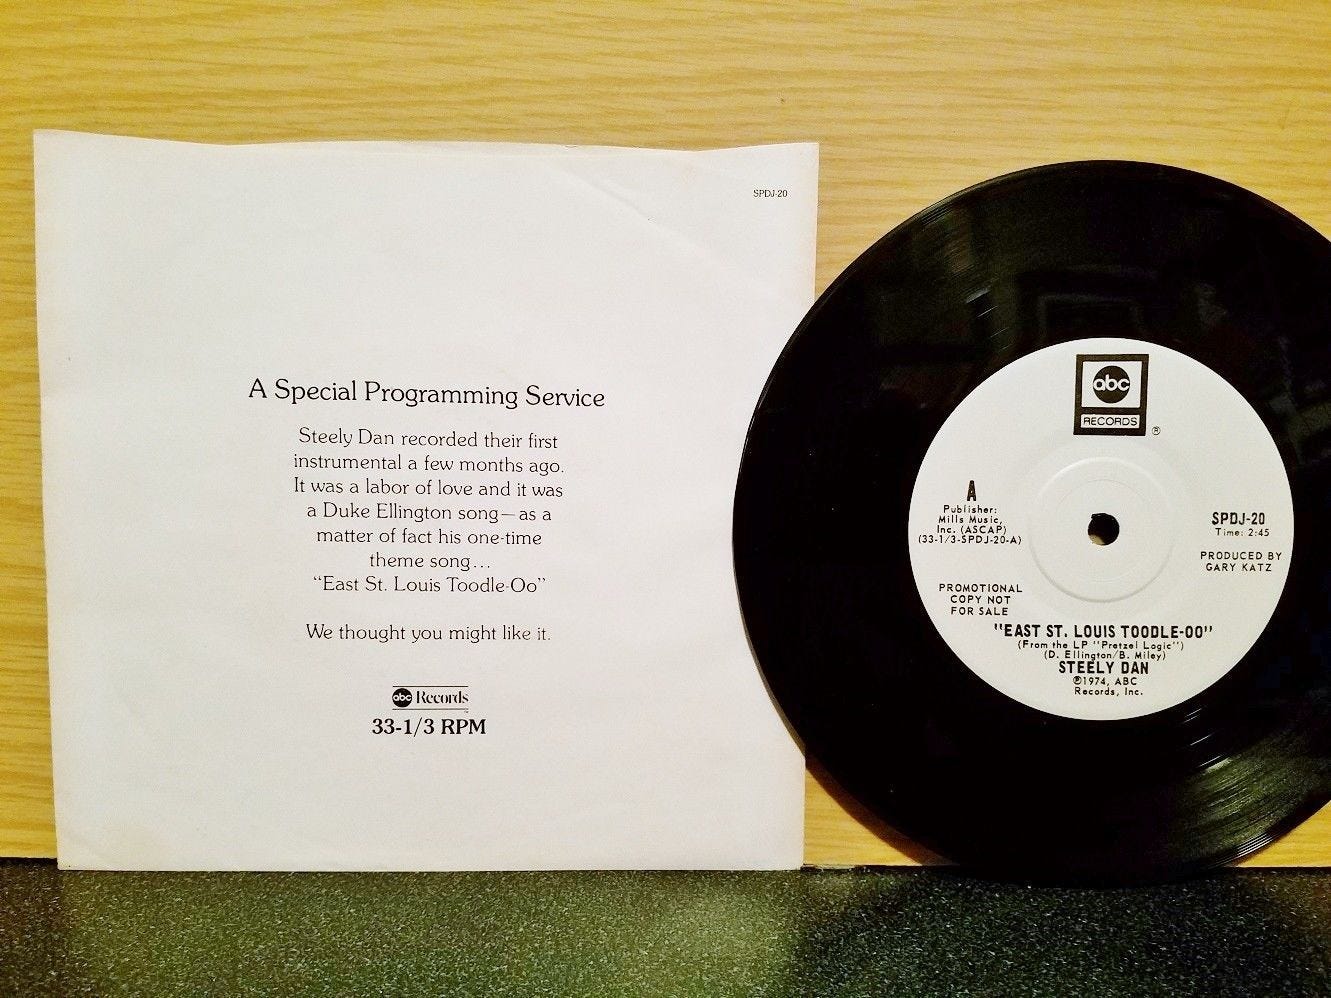 SPDJ-20
A Special Programming Service
Steely Dan recorded their first
instrumental a few months ago.
It was a labor of love and it was
a Duke Ellington song—as a
matter of fact his one-time
theme song...
"East St. Louis Toodle-Oo"
We thought you might like it.
abc Records
33-1/3 RPM
abc
RECORDS
®
A
Publisher:
Mills Music,
Inc. (ASCAP)
(33-1/3-SPDJ-20-A)
SPDJ-20
Time: 2:45
PRODUCED BY
GARY KATZ
PROMOTIONAL
COPY NOT
FOR SALE
"EAST ST. LOUIS TOODLE-OO"
(From the LP "Pretzel Logic")
(D. Ellington/B. Miley)
STEELY DAN
℗1974, ABC
Records, Inc.